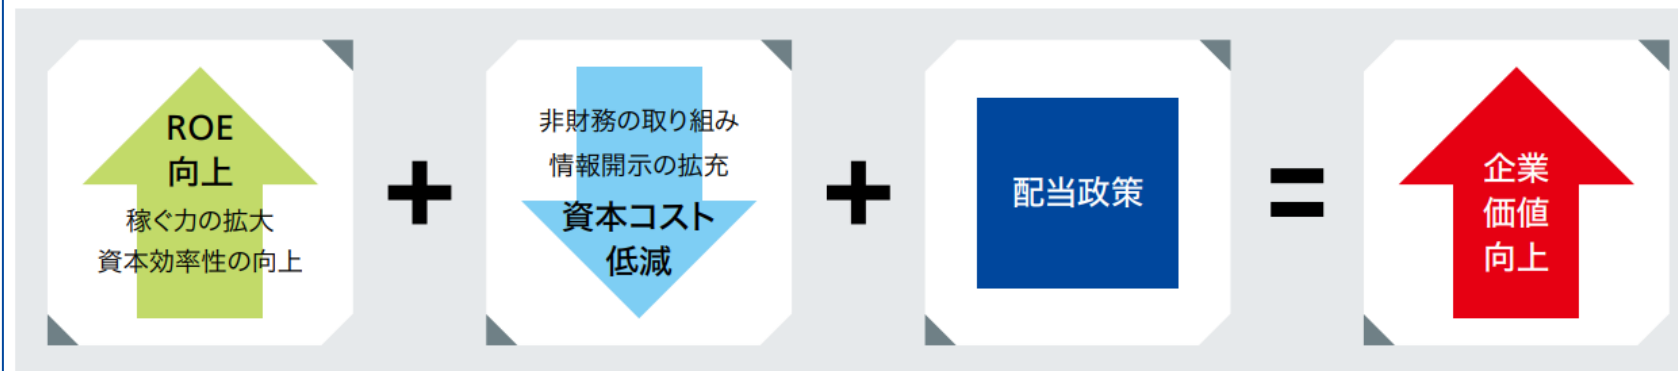 ROE
向上
稼ぐ力の拡大
資本効率性の向上
+
非財務の取り組み
情報開示の拡充
資本コスト
低減
+
配当政策
=
企業
価値
向上